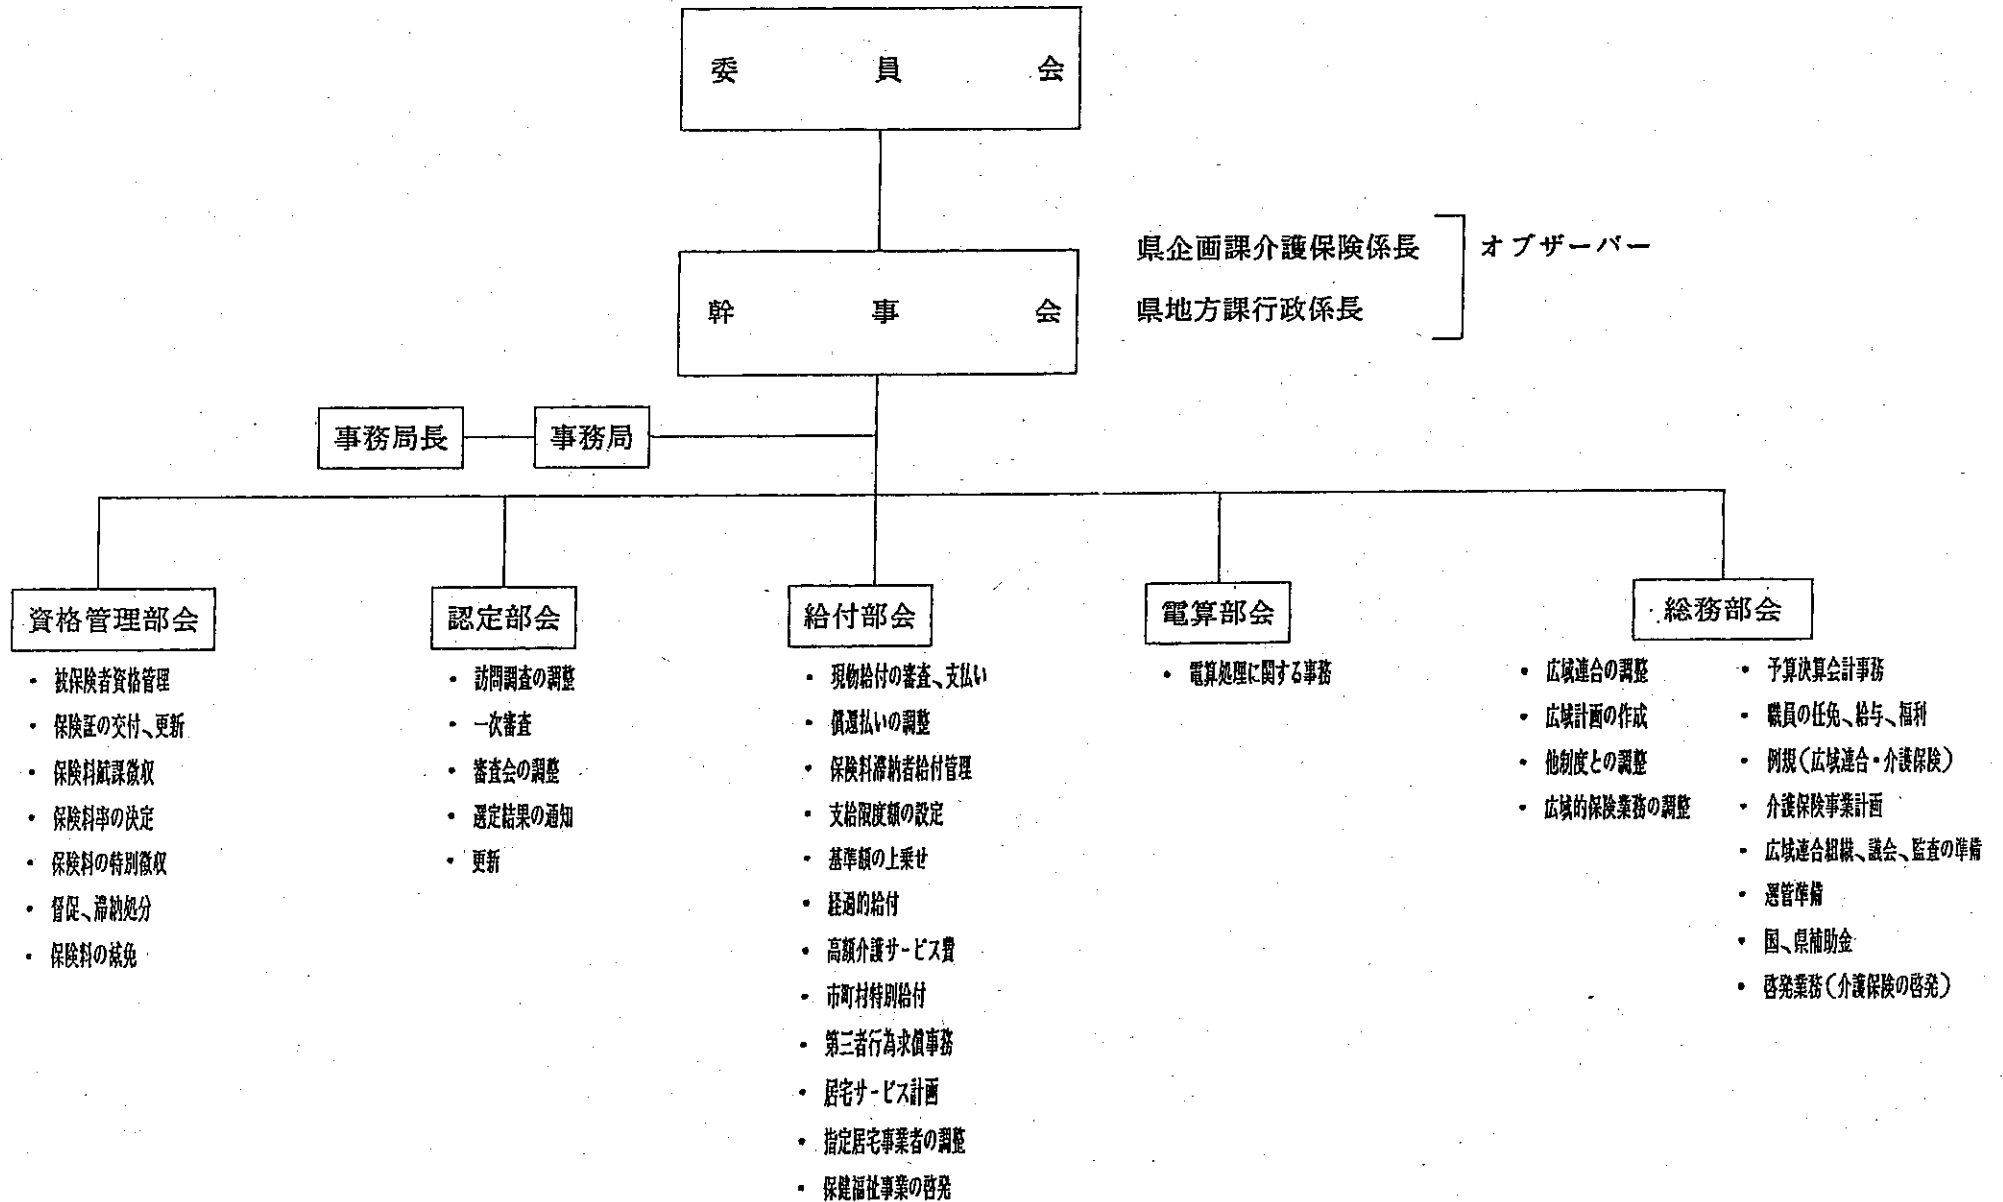 委員会
県企画課介護保険係長
オブザーバー
幹事会
県地方課行政係長
事務局長
事務局
資格管理部会
・被保険者資格管理
・保険証の交付、更新
・保険料賦課徴収
・保険料率の決定
・保険料の特別徴収
・督促、滞納処分
・保険料の減免
認定部会
・訪問調査の調整
・一次審査
・審査会の調整
・選定結果の通知
・更新
給付部会
・現物給付の審査、支払い
・償還払いの調整
・保険料滞納者給付管理
・支給限度額の設定
・基準額の上乗せ
・経過的給付
・高額介護サービス費
・市町村特別給付
・第三者行為求償事務
・居宅サービス計画
・指定居宅事業者の調整
・保健福祉事業の啓発
電算部会
・電算処理に関する事務
総務部会
・広域連合の調整
・広域計画の作成
・他制度との調整
・広域的保険業務の調整
・予算決算会計事務
・職員の任免、給与、福利
・例規（広域連合・介護保険）
・介護保険事業計画
・広域連合組織、議会、監査の準備
・選管準備
・国、県補助金
・啓発業務（介護保険の啓発）